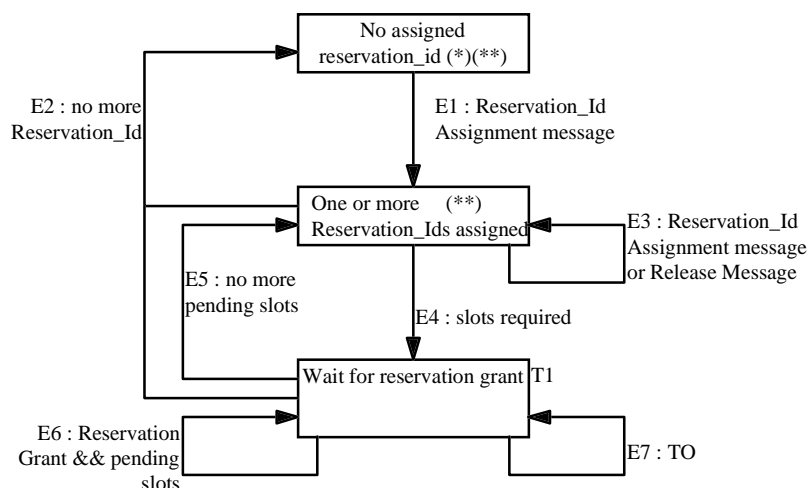 No assigned
reservation_id (*)(**)
E2 : no more
Reservation_Id
E1 : Reservation_Id
Assignment message
One or more (**)
Reservation_Ids assigned
E3 : Reservation_Id
Assignment message
or Release Message
E5 : no more
pending slots
E4 : slots required
Wait for reservation grant T1
E6 : Reservation
Grant && pending
slots
E7 : TO